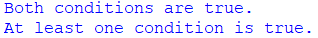 Both conditions are true.
At least one condition is true.